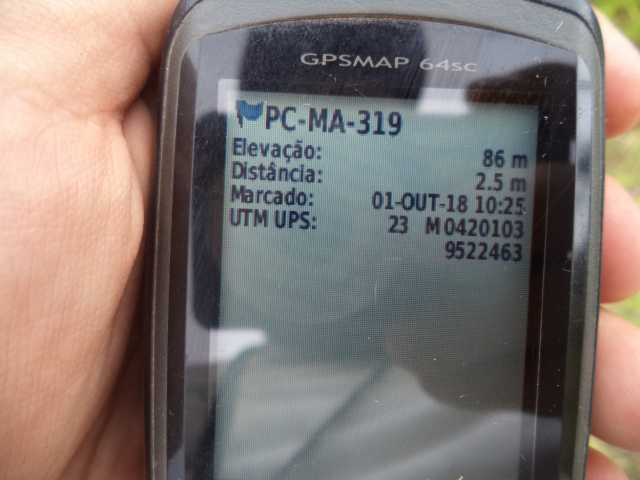 GPSMAP 64sc
PC-MA-319
Elevação: 86 m
Distância: 2.5 m
Marcado: 01-OUT-18 10:25
UTM UPS: 23 M 0420103
9522463